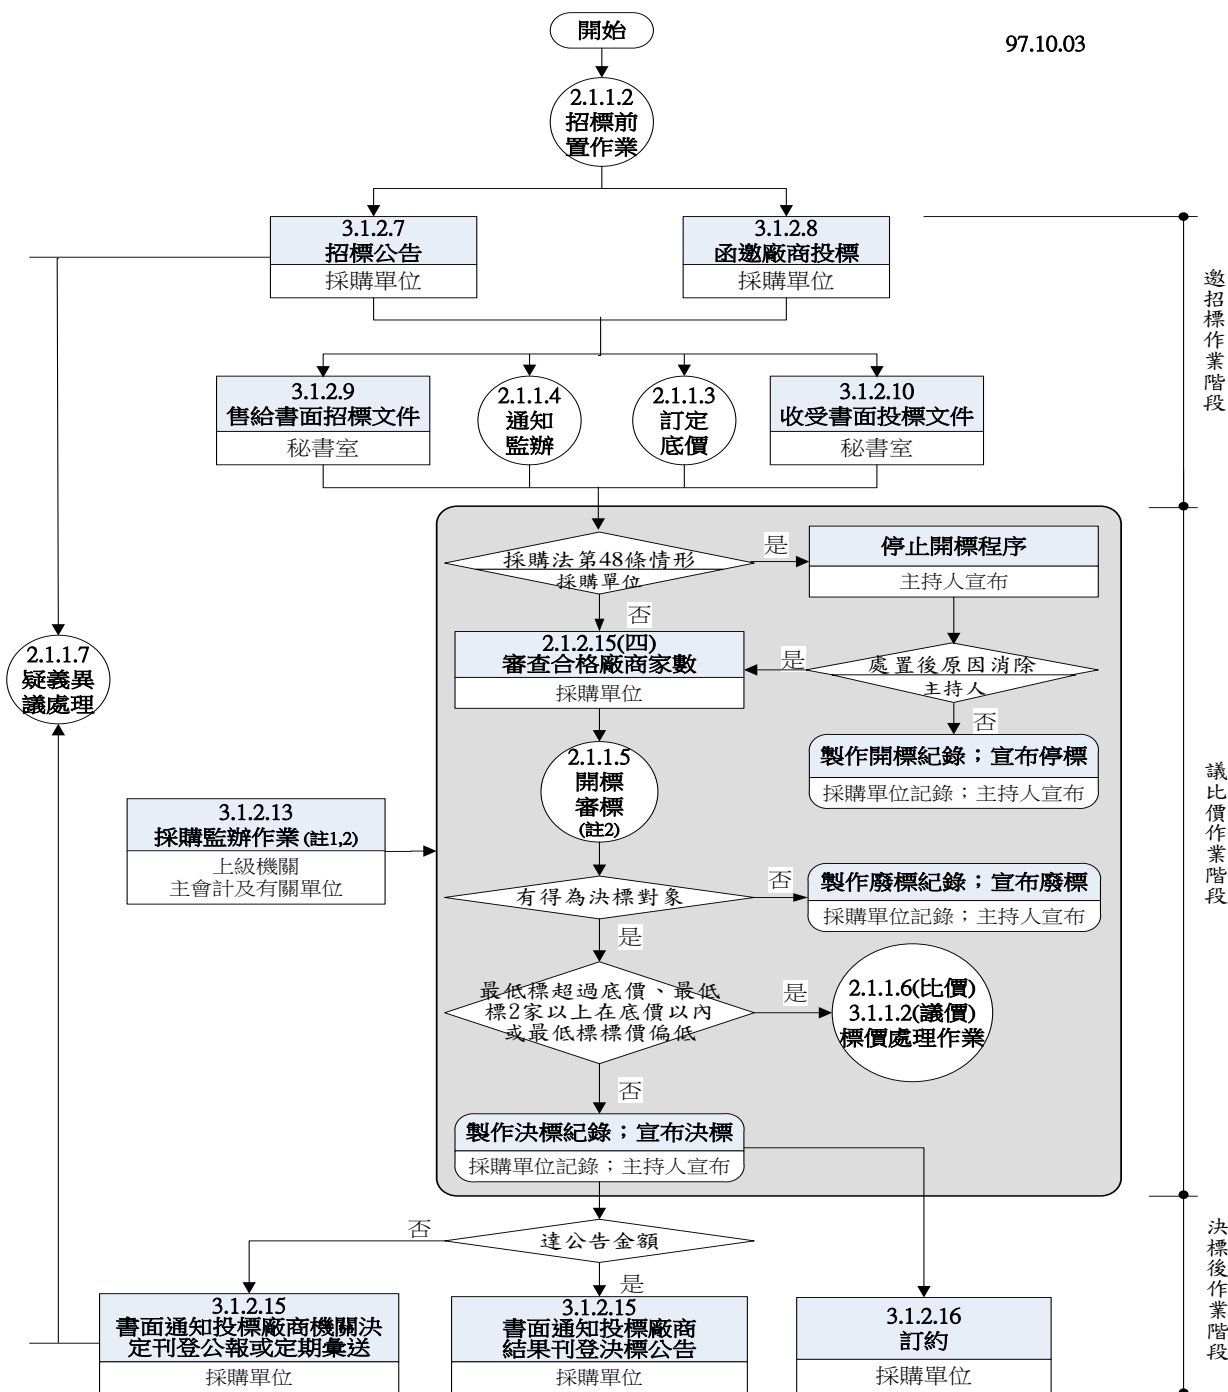 開始
97.10.03
2.1.1.2
招標前
置作業
3.1.2.7
招標公告
採購單位
3.1.2.8
函邀廠商投標
採購單位
邀招標作業階段
3.1.2.9
售給書面招標文件
秘書室
2.1.1.4
通知
監辦
2.1.1.3
訂定
底價
3.1.2.10
收受書面投標文件
秘書室
採購法第48條情形
採購單位
是
停止開標程序
主持人宣布
否
2.1.2.15(四)
審查合格廠商家數
採購單位
是
處置後原因消除
主持人
否
製作開標紀錄；宣布停標
採購單位記錄；主持人宣布
2.1.1.7
疑義異
議處理
2.1.1.5
開標
審標
(註2)
議比價作業階段
3.1.2.13
採購監辦作業(註1,2)
上級機關
主會計及有關單位
有得為決標對象
否
製作廢標紀錄；宣布廢標
採購單位記錄；主持人宣布
是
最低標超過底價、最低
標2家以上在底價以內
或最低標標價偏低
是
2.1.1.6(比價)
3.1.1.2(議價)
標價處理作業
否
製作決標紀錄；宣布決標
採購單位記錄；主持人宣布
達公告金額
否
是
決標後作業階段
3.1.2.15
書面通知投標廠商機關決
定刊登公報或定期彙送
採購單位
3.1.2.15
書面通知投標廠商
結果刊登決標公告
採購單位
3.1.2.16
訂約
採購單位